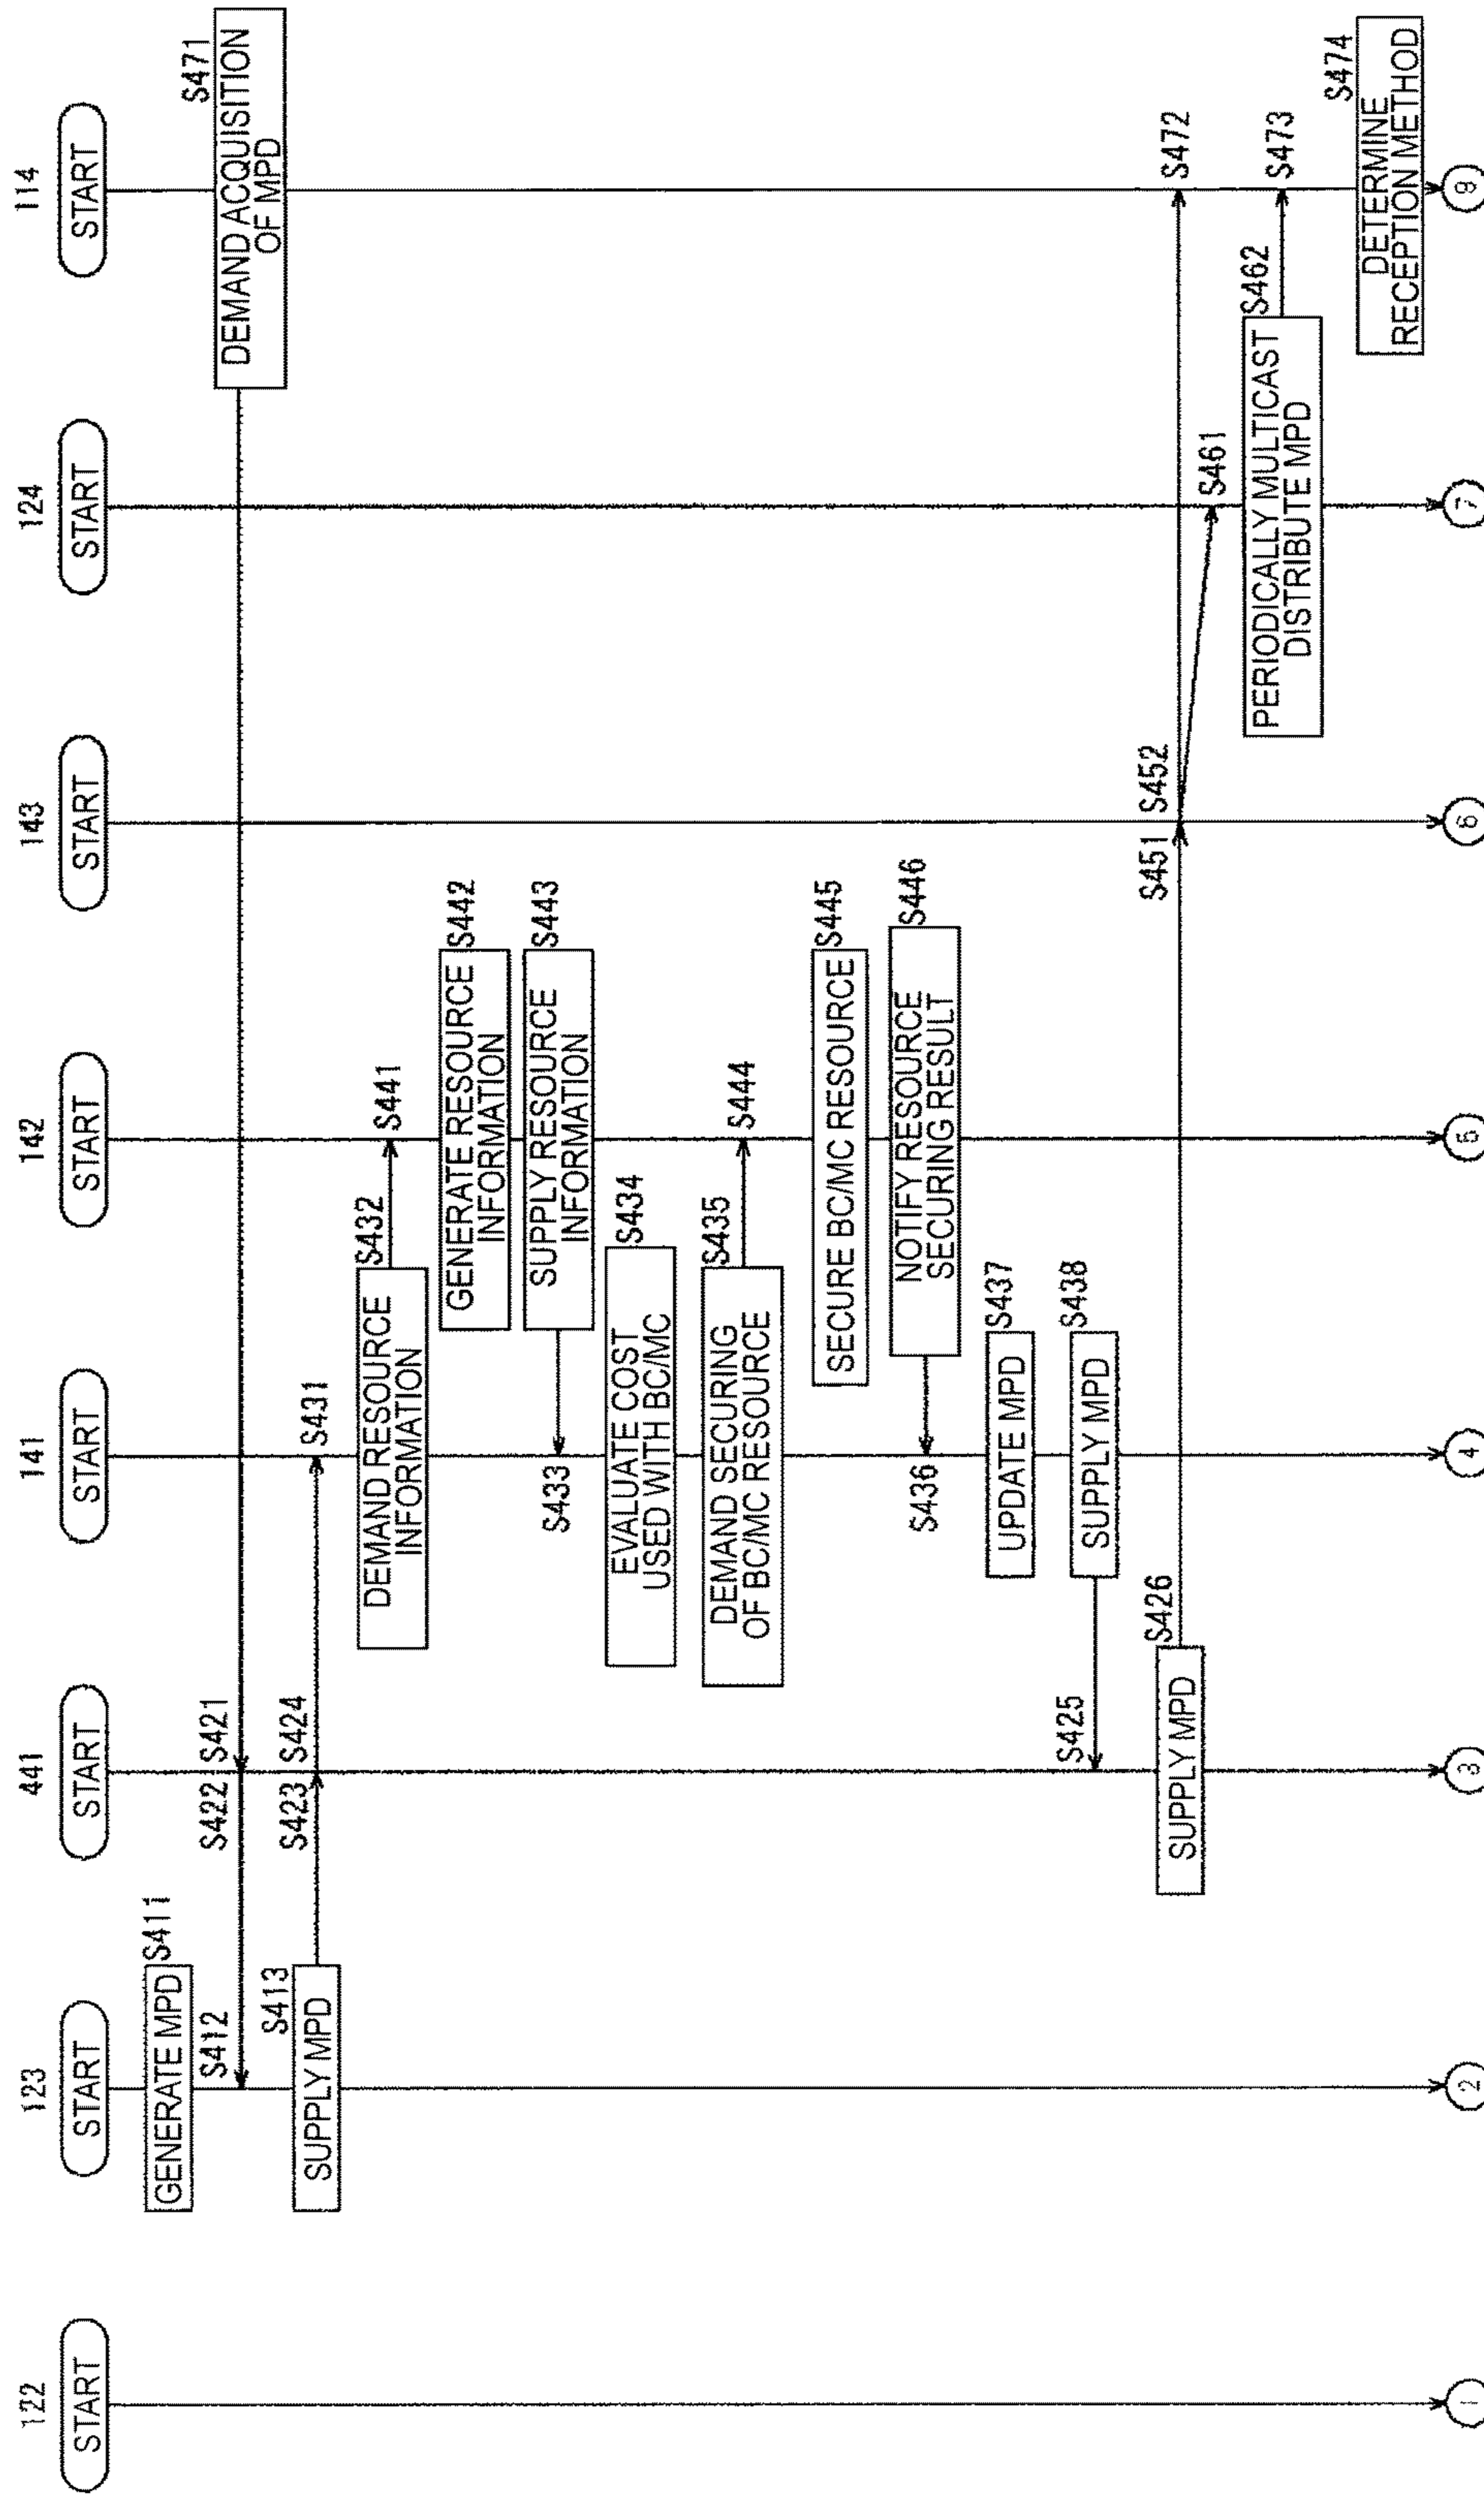 122
START
123
START
441
START
141
START
142
START
143
START
124
START
114
START
GENERATE MPD
S411
S412
S422
S421
DEMAND ACQUISITION
OF MPD
S471
SUPPLY MPD
S413
S423
S424
S431
DEMAND RESOURCE
INFORMATION
S432
S441
GENERATE RESOURCE
INFORMATION
S442
S433
SUPPLY RESOURCE
INFORMATION
S443
EVALUATE COST
USED WITH BC/MC
S434
DEMAND SECURING
OF BC/MC RESOURCE
S435
S444
SECURE BC/MC RESOURCE
S445
S436
NOTIFY RESOURCE
SECURING RESULT
S446
UPDATE MPD
S437
S425
SUPPLY MPD
S438
SUPPLY MPD
S426
S451
S452
S472
S461
PERIODICALLY MULTICAST
DISTRIBUTE MPD
S462
S473
DETERMINE
RECEPTION METHOD
S474
1
2
3
4
5
6
7
8